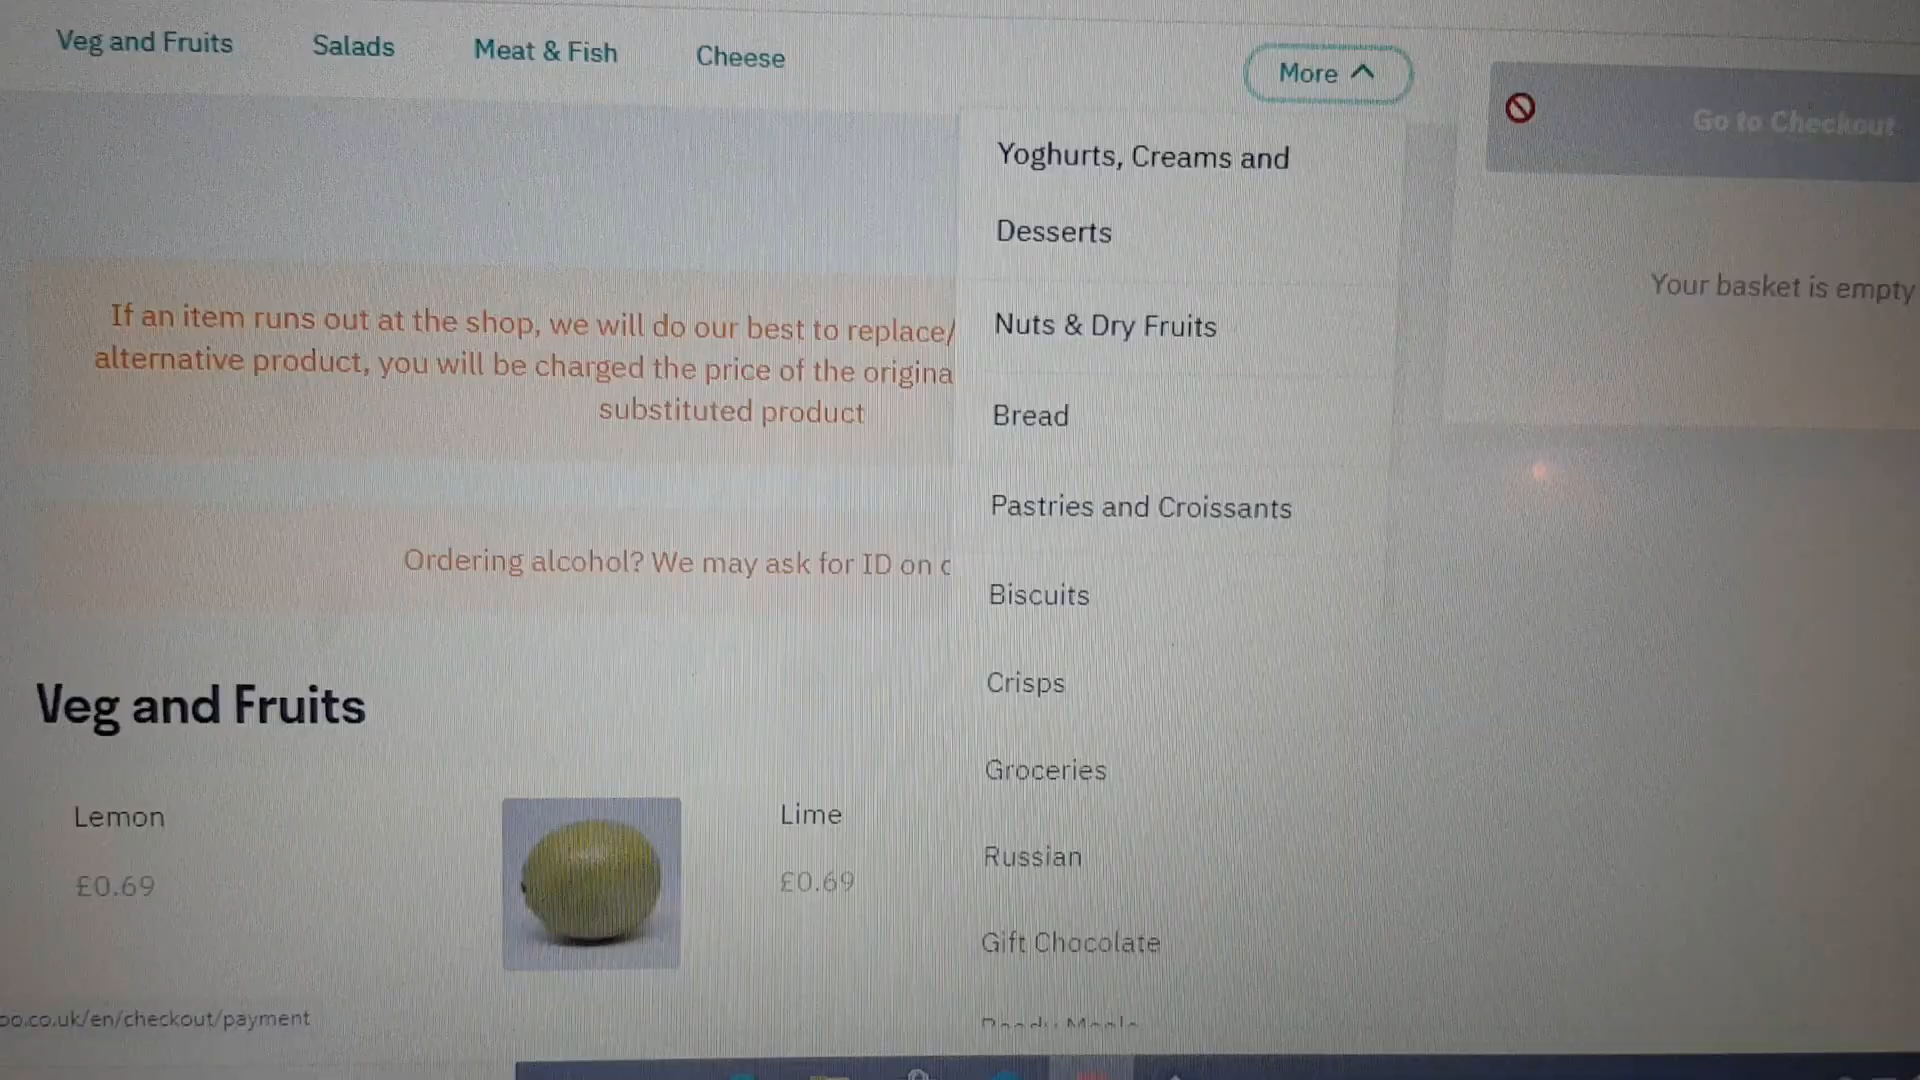 Veg and Fruits
Salads
Meat & Fish
Cheese
More
Go to Checkout
Yoghurts, Creams and
Desserts
Your basket is empty
If an item runs out at the shop, we will do our best to replace/
alternative product, you will be charged the price of the origina
substituted product
Nuts & Dry Fruits
Bread
Pastries and Croissants
Ordering alcohol? We may ask for ID on
Biscuits
Crisps
Groceries
Russian
Gift Chocolate
Veg and Fruits
Lemon
£0.69
Lime
£0.69
oo.co.uk/en/checkout/payment